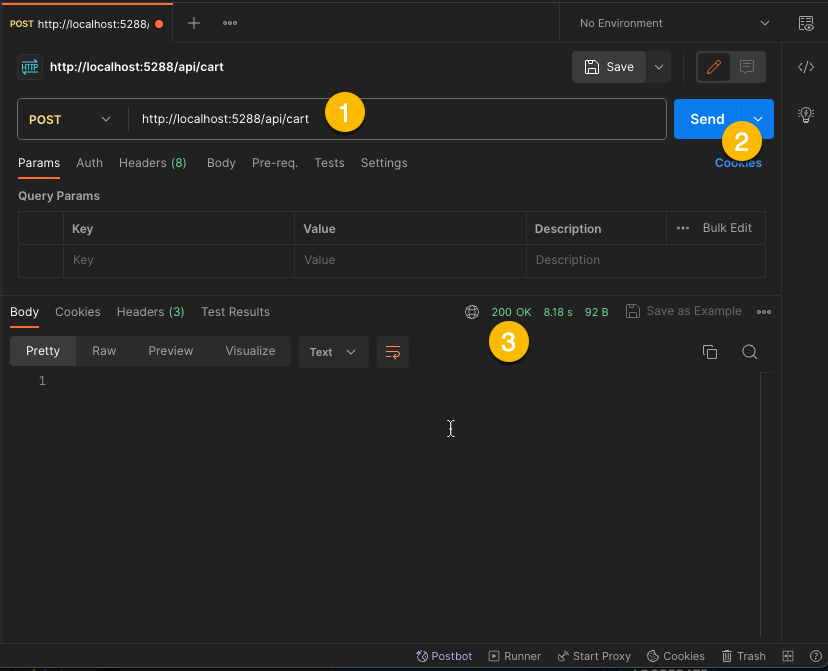 POST http://localhost:5288/ No Environment
HTTP http://localhost:5288/api/cart Save
POST http://localhost:5288/api/cart 1 Send
2
Params Auth Headers (8) Body Pre-req. Tests Settings Cookies
Query Params
Key Value Description Bulk Edit
Key Value Description
Body Cookies Headers (3) Test Results 200 OK 8.18 s 92 B Save as Example
3
Pretty Raw Preview Visualize Text
1
Postbot Runner Start Proxy Cookies Trash